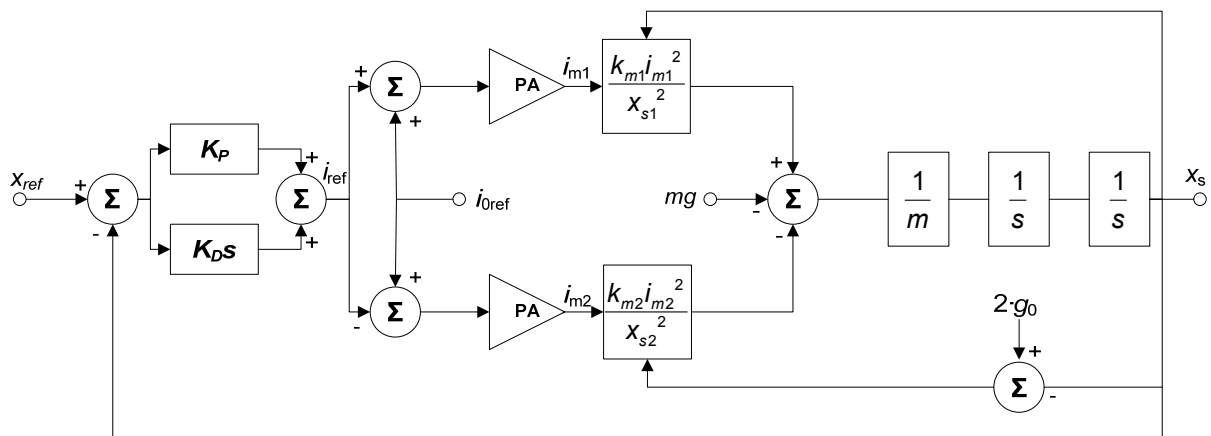 x_ref
+
Σ
-
K_P
K_D s
+
Σ
+
i_ref
+
Σ
+
i_0ref
+
Σ
-
PA
i_m1
k_m1 i_m1^2
x_s1^2
PA
i_m2
k_m2 i_m2^2
x_s2^2
mg
+
-
Σ
-
1
m
1
s
1
s
x_s
2·g_0
+
Σ
-